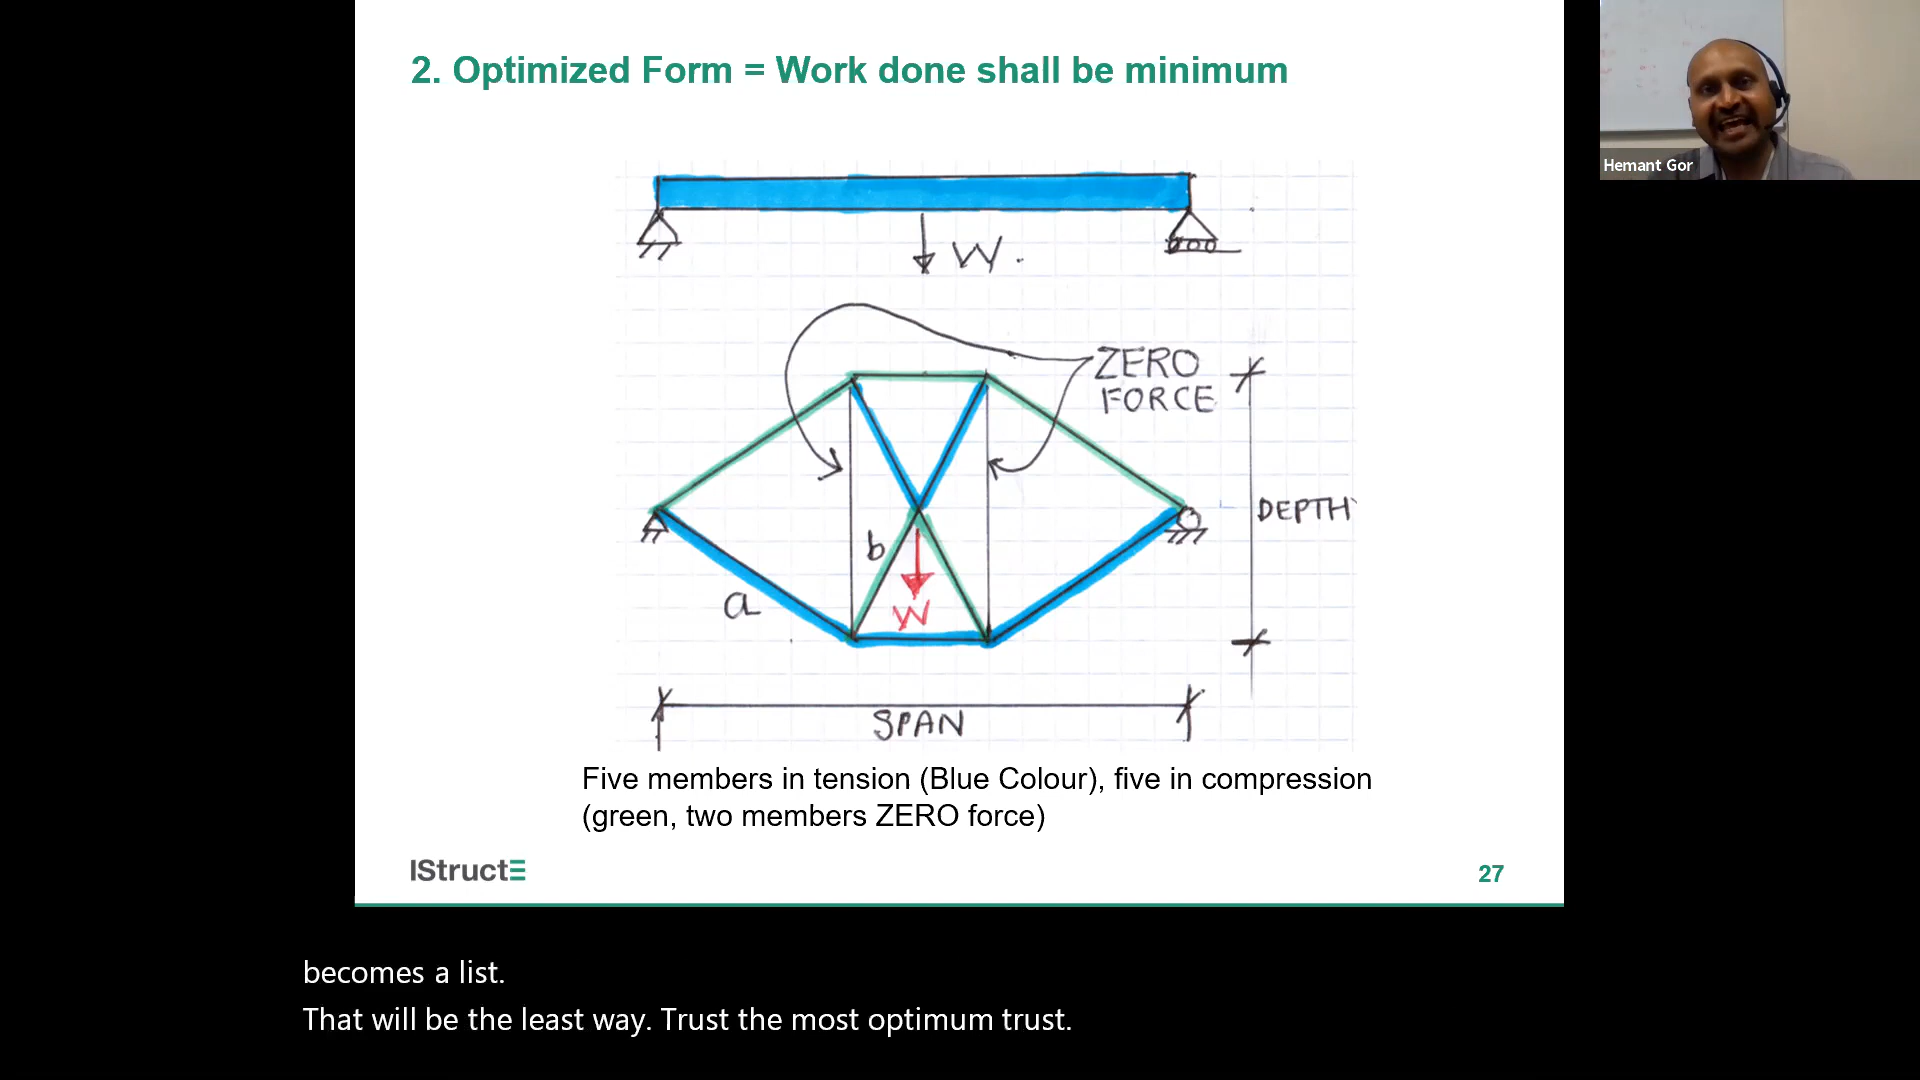 2. Optimized Form = Work done shall be minimum
Hemant Gor
W.
ZERO
FORCE
DEPTH
b
a
W
SPAN
Five members in tension (Blue Colour), five in compression
(green, two members ZERO force)
IStructE
27
becomes a list.
That will be the least way. Trust the most optimum trust.